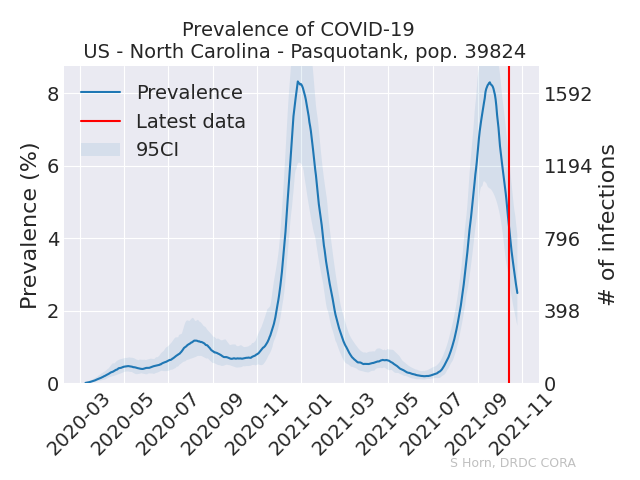 Prevalence of COVID-19
US - North Carolina - Pasquotank, pop. 39824
Prevalence
Latest data
95CI
Prevalence (%)
8
6
4
2
0
1592
1194
796
398
0
# of infections
2020-03
2020-05
2020-07
2020-09
2020-11
2021-01
2021-03
2021-05
2021-07
2021-09
2021-11
S Horn, DRDC CORA